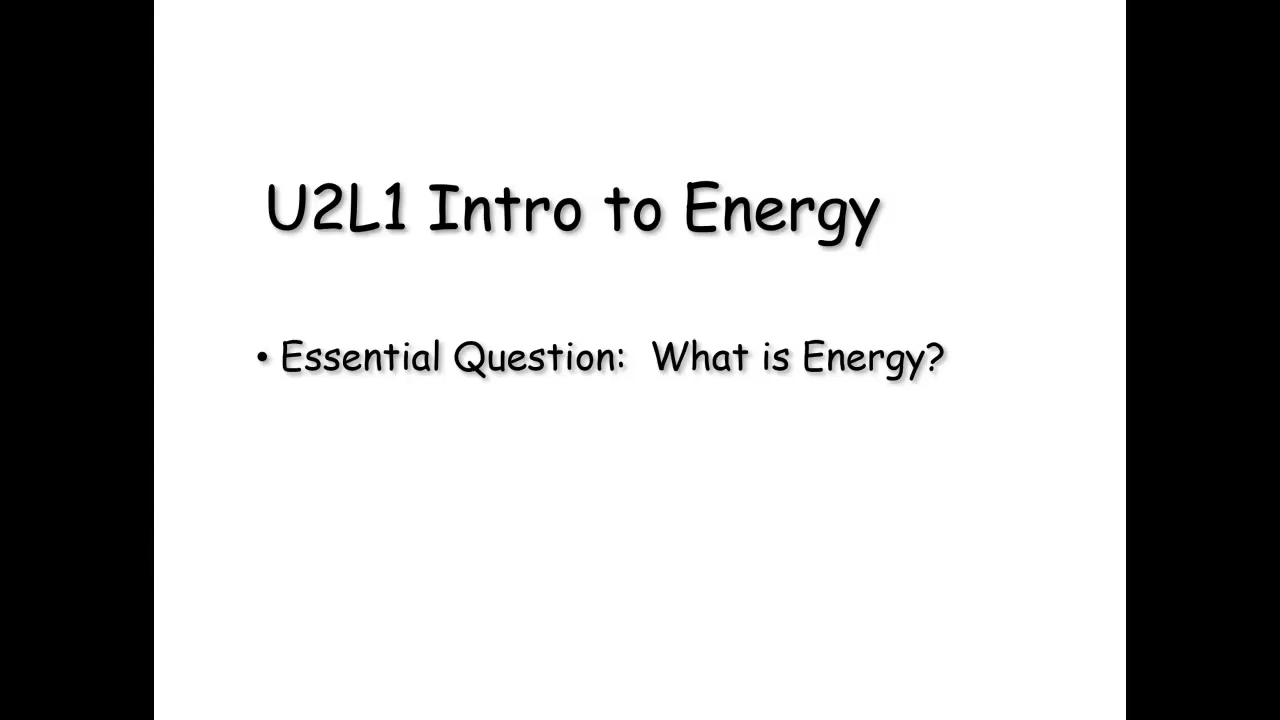 U2L1 Intro to Energy
• Essential Question:  What is Energy?